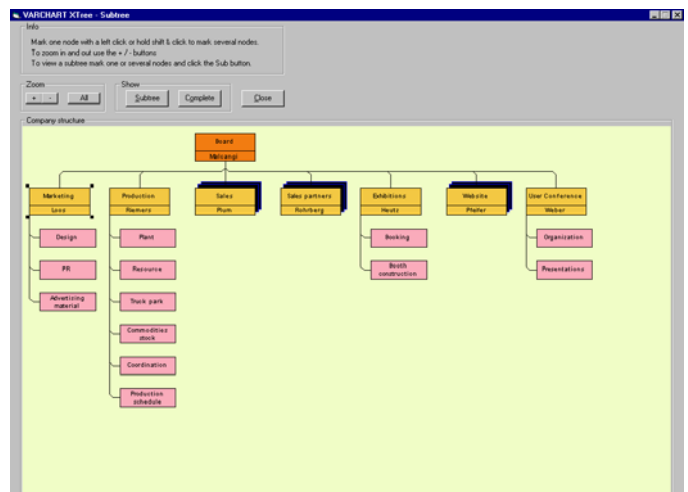 VARCHART XTree - Subtree
Info
Mark one node with a left click or hold shift & click to mark several nodes.
To zoom in and out use the + / - buttons
To view a subtree mark one or several nodes and click the Sub button.
Zoom
Show
+ - All
Subtree Complete Close
Company structure
Board
Malvangi
Marketing Production Sales Sales partners Exhibitions Website User Conference
Loos Riemers Plum Rohrberg Heutz Pfeifer Weber
Design Plant Booking Organization
PR Resource Booth
construction Presentations
Advertising
material Truck park
Commodities
stock
Coordination
Production
schedule